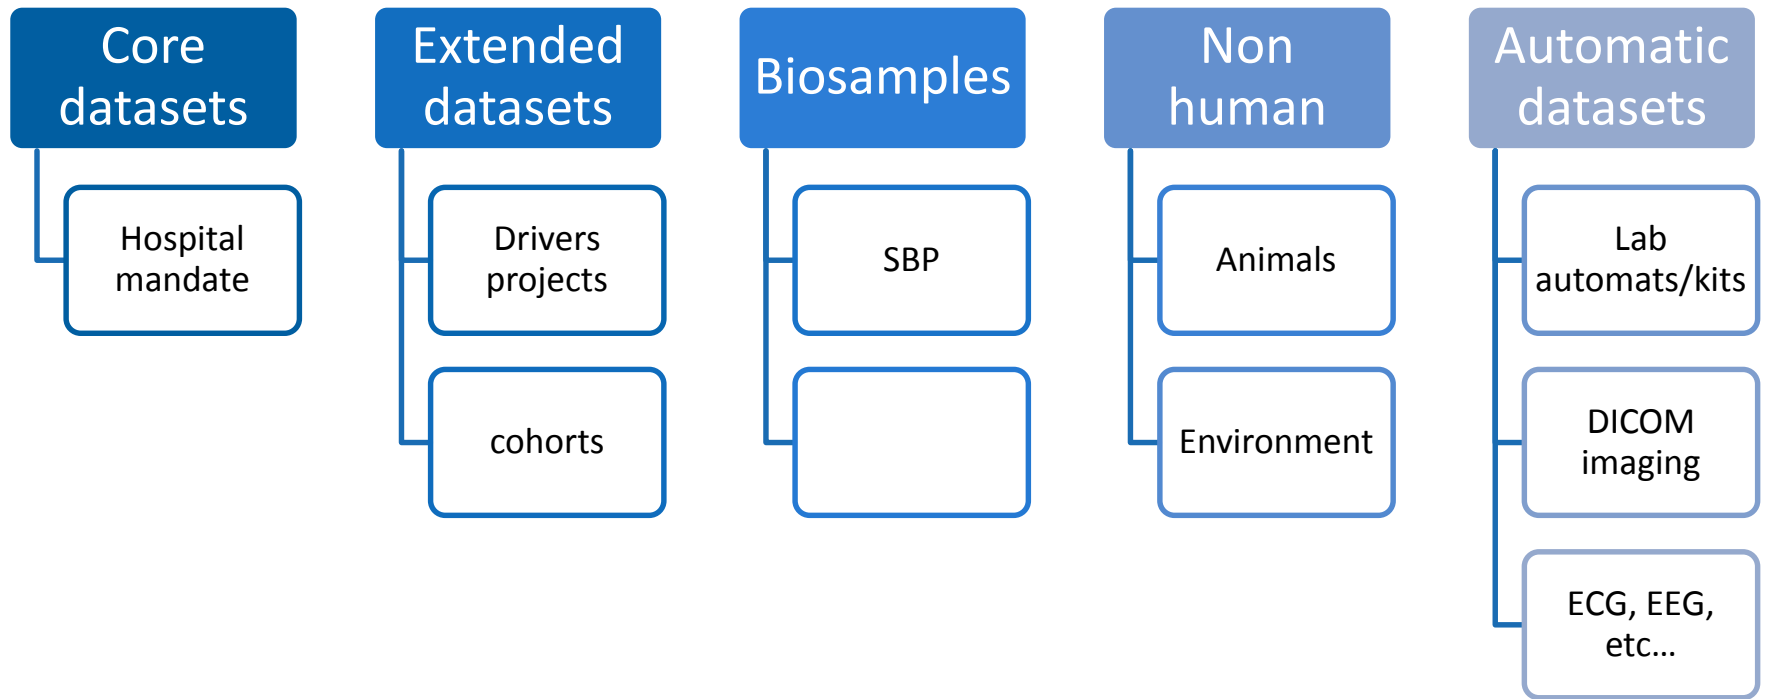 Core
datasets
Hospital
mandate
Extended
datasets
Drivers
projects
cohorts
Biosamples
SBP
Non
human
Animals
Environment
Automatic
datasets
Lab
automats/kits
DICOM
imaging
ECG, EEG,
etc...